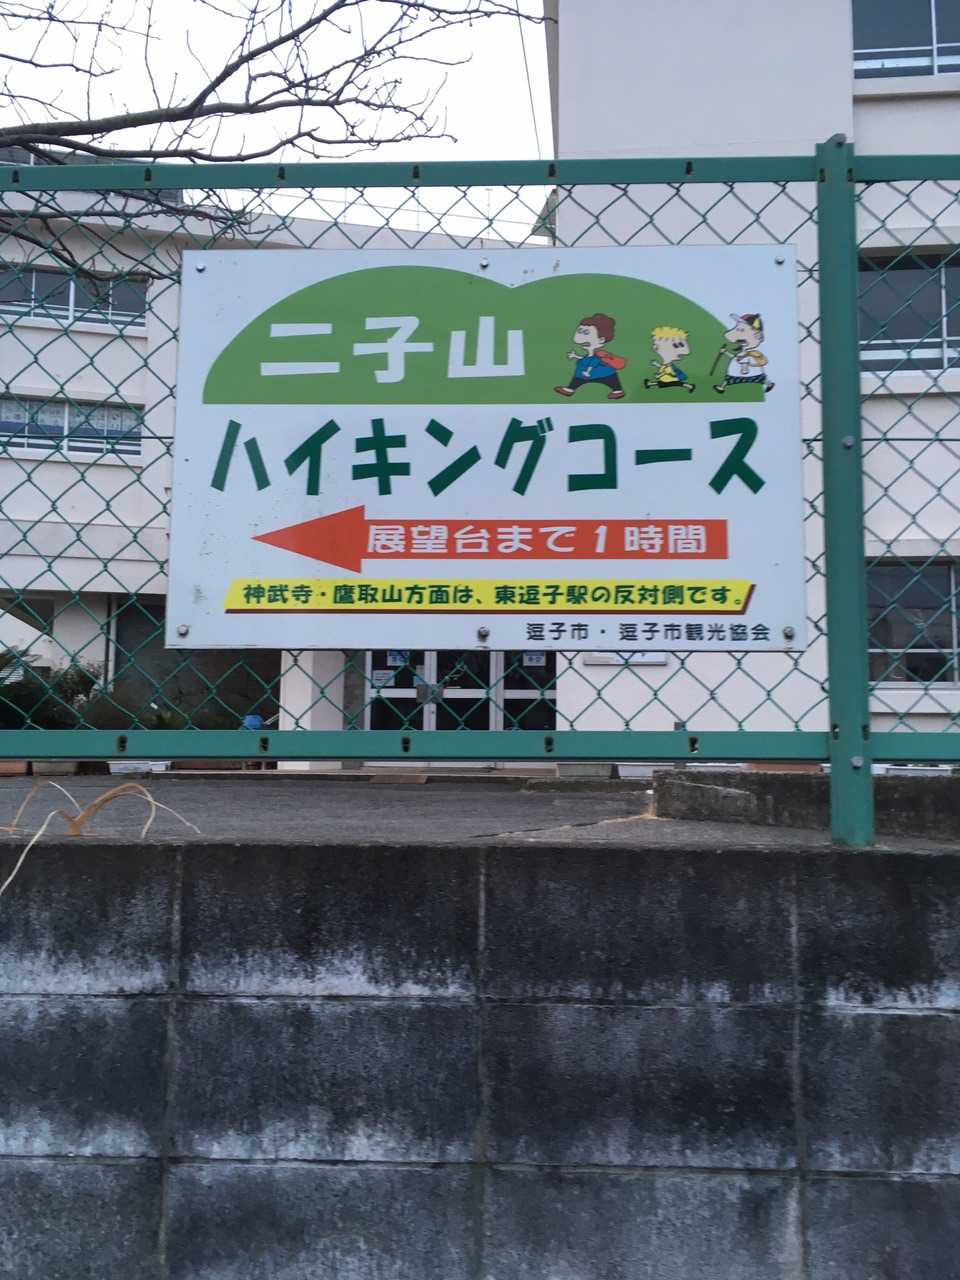 二子山
ハイキングコース
展望台まで1時間
神武寺・鷹取山方面は、東逗子駅の反対側です。
逗子市・逗子市観光協会